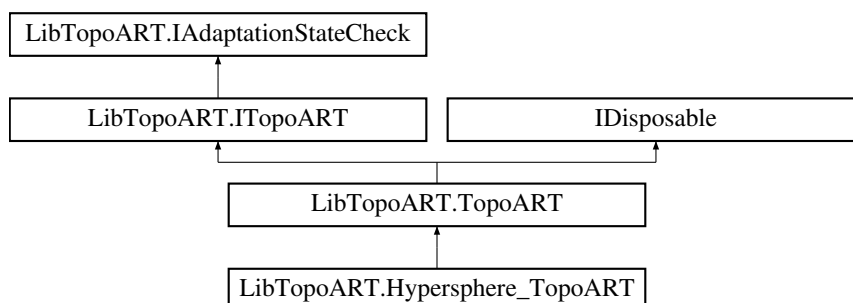 LibTopoART.IAdaptationStateCheck
LibTopoART.ITopoART
IDisposable
LibTopoART.TopoART
LibTopoART.Hypersphere_TopoART